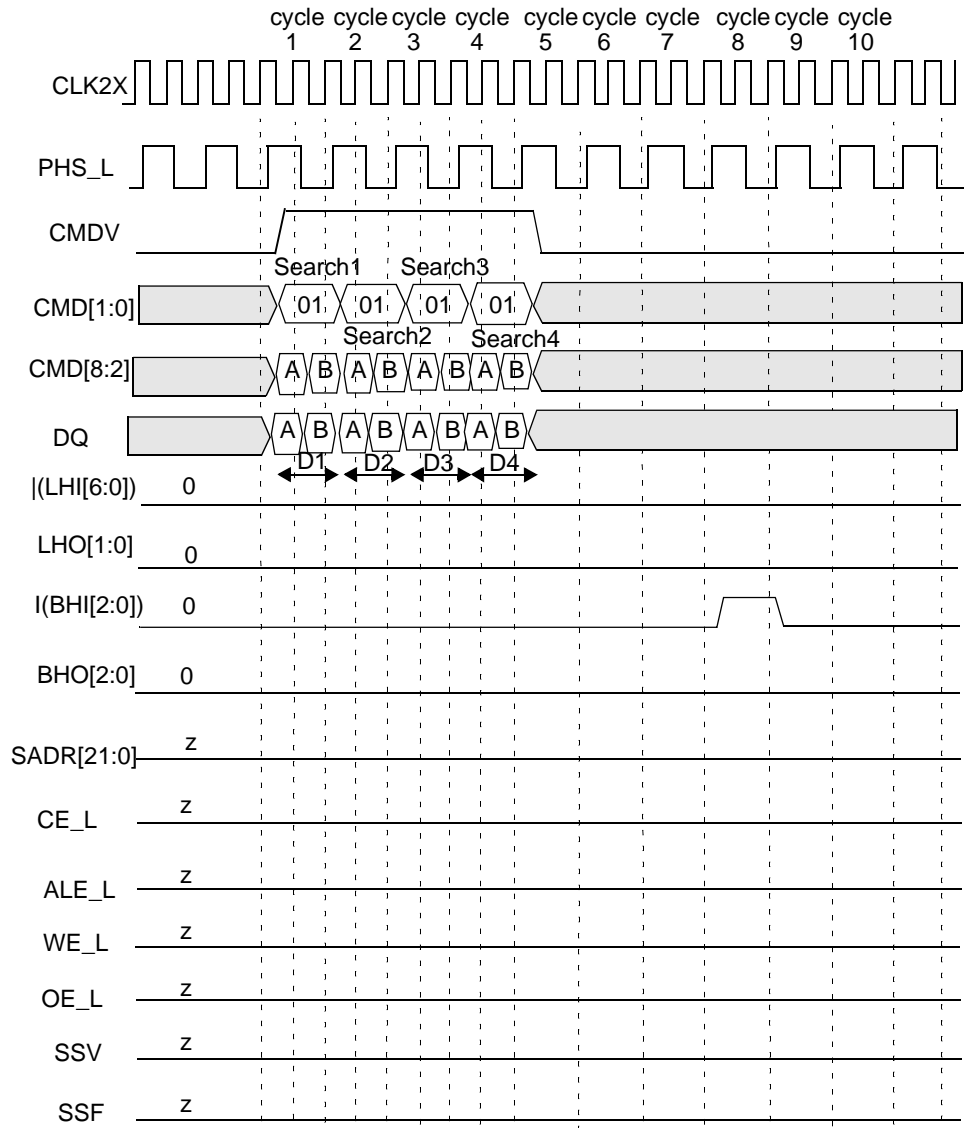 cycle cycle cycle cycle cycle cycle cycle cycle cycle cycle
1 2 3 4 5 6 7 8 9 10
CLK2X
PHS_L
CMDV
Search1 Search3
CMD[1:0] 01 01 01 01
Search2 Search4
CMD[8:2] A B A B A B A B
DQ A B A B A B A B
D1 D2 D3 D4
|(LHI[6:0]) 0
LHO[1:0] 0
I(BHI[2:0]) 0
BHO[2:0] 0
SADR[21:0] z
CE_L z
ALE_L z
WE_L z
OE_L z
SSV z
SSF z